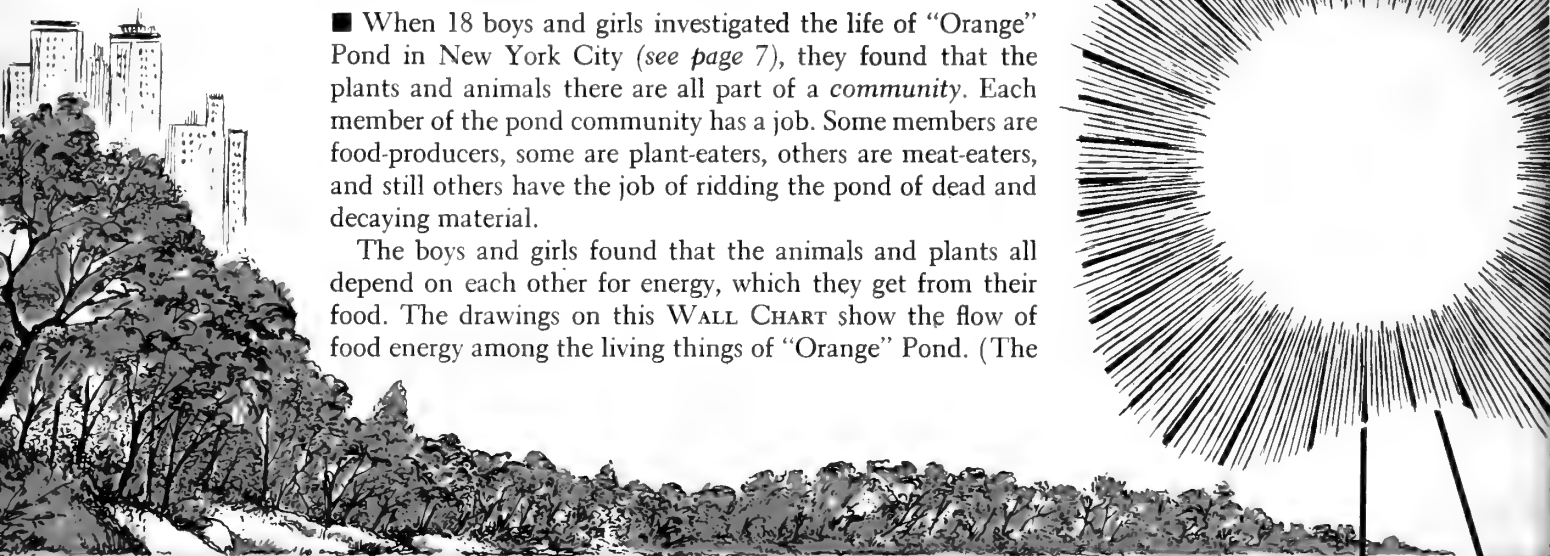 ■ When 18 boys and girls investigated the life of “Orange”
Pond in New York City (see page 7), they found that the
plants and animals there are all part of a community. Each
member of the pond community has a job. Some members are
food-producers, some are plant-eaters, others are meat-eaters,
and still others have the job of ridding the pond of dead and
decaying material.
The boys and girls found that the animals and plants all
depend on each other for energy, which they get from their
food. The drawings on this WALL CHART show the flow of
food energy among the living things of “Orange” Pond. (The